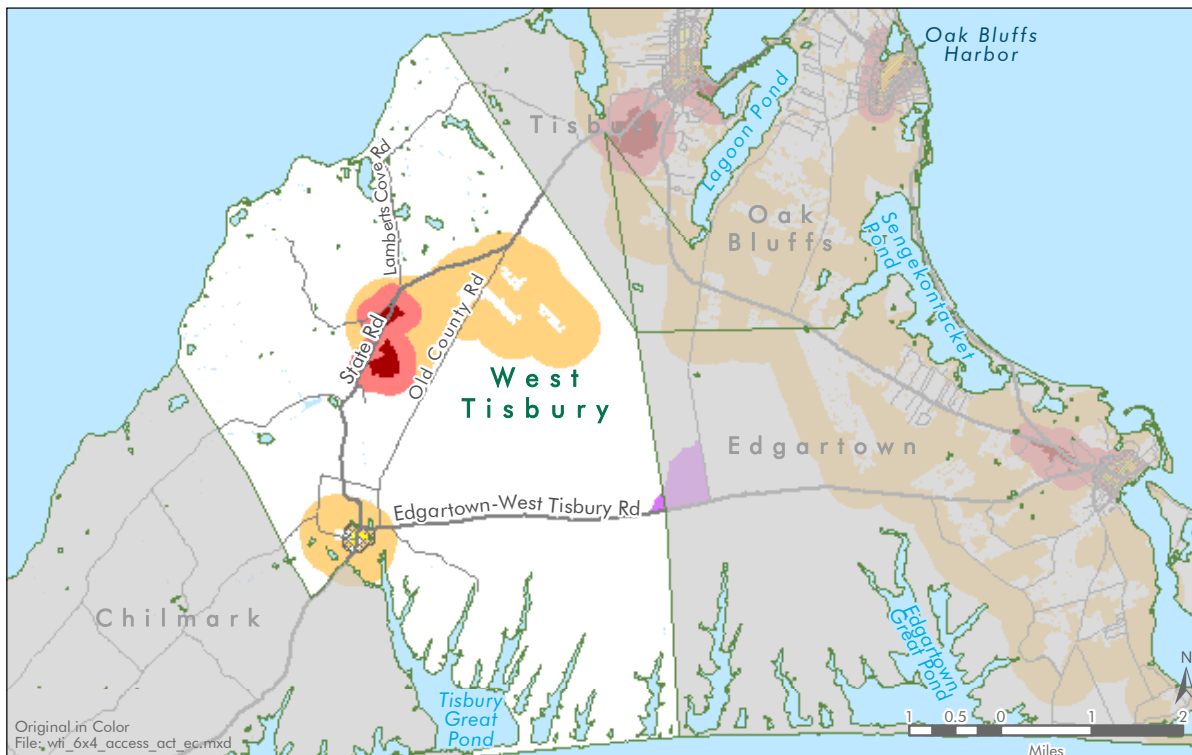 Oak Bluffs
Harbor
Tisbury
Lagoon Pond
Lamberts Cove Rd
Oak
Bluffs
Sengekontacket
Pond
State Rd
Old County Rd
West
Tisbury
Edgartown
Edgartown-West Tisbury Rd
Chilmark
Edgartown
Great Pond
Tisbury
Great
Pond
N
1 0.5 0 1 2
Miles
Original in Color
File: wti_6x4_access_act_ec.mxd